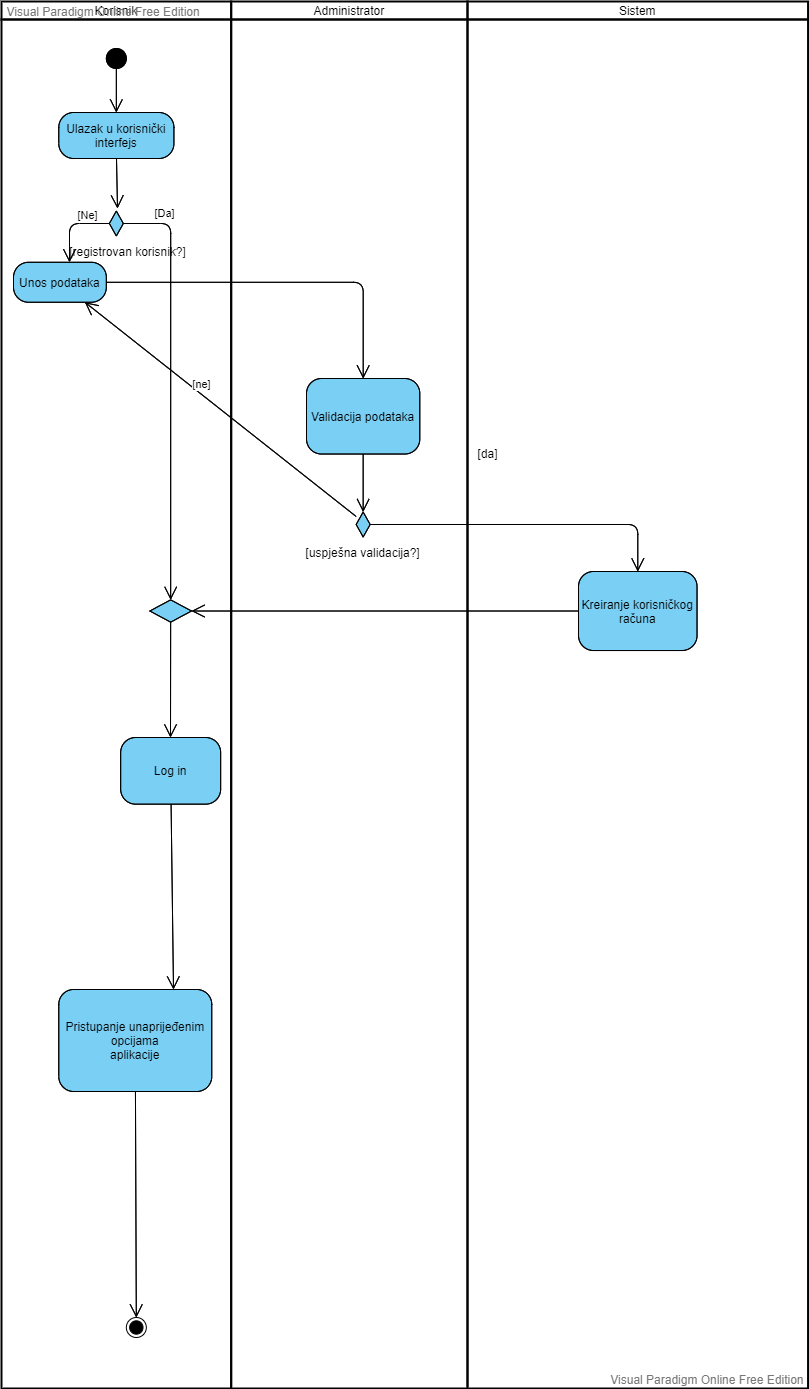 Visual Paradigm Online Free Edition
Korisnik
Administrator
Sistem
Ulazak u korisnički
interfejs
[Ne]
[Da]
[registrovan korisnik?]
Unos podataka
[ne]
Validacija podataka
[da]
[uspješna validacija?]
Kreiranje korisničkog
računa
Log in
Pristupanje unaprijeđenim
opcijama
aplikacije
Visual Paradigm Online Free Edition